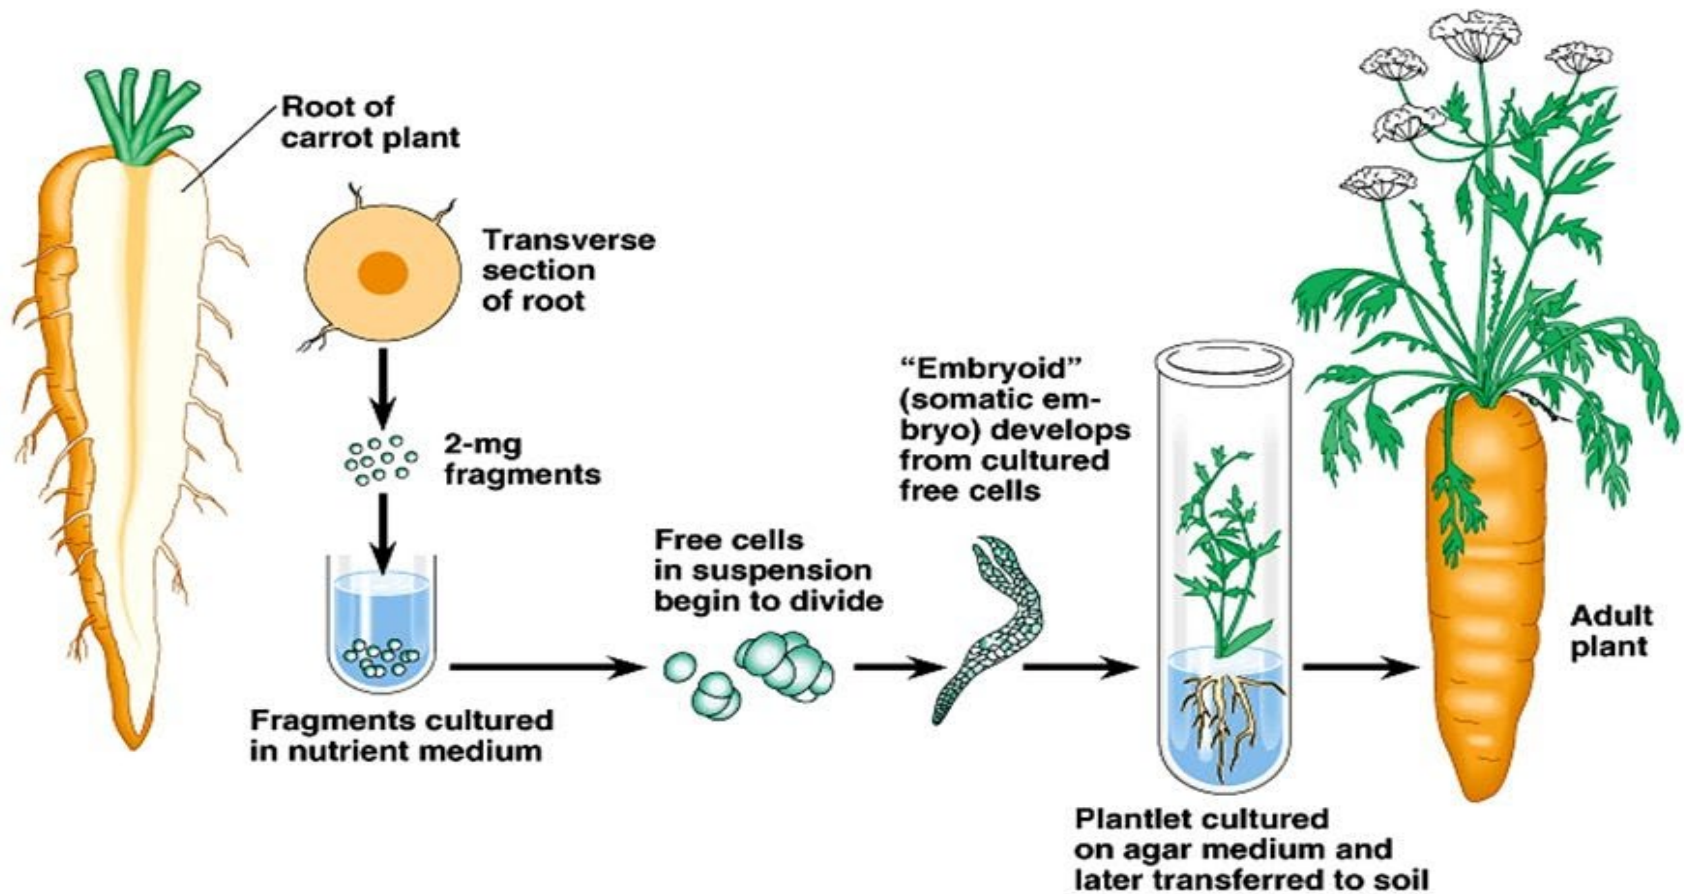 Root of
carrot plant
Transverse
section
of root
2-mg
fragments
Fragments cultured
in nutrient medium
Free cells
in suspension
begin to divide
“Embryoid”
(somatic em-
bryo) develops
from cultured
free cells
Plantlet cultured
on agar medium and
later transferred to soil
Adult
plant